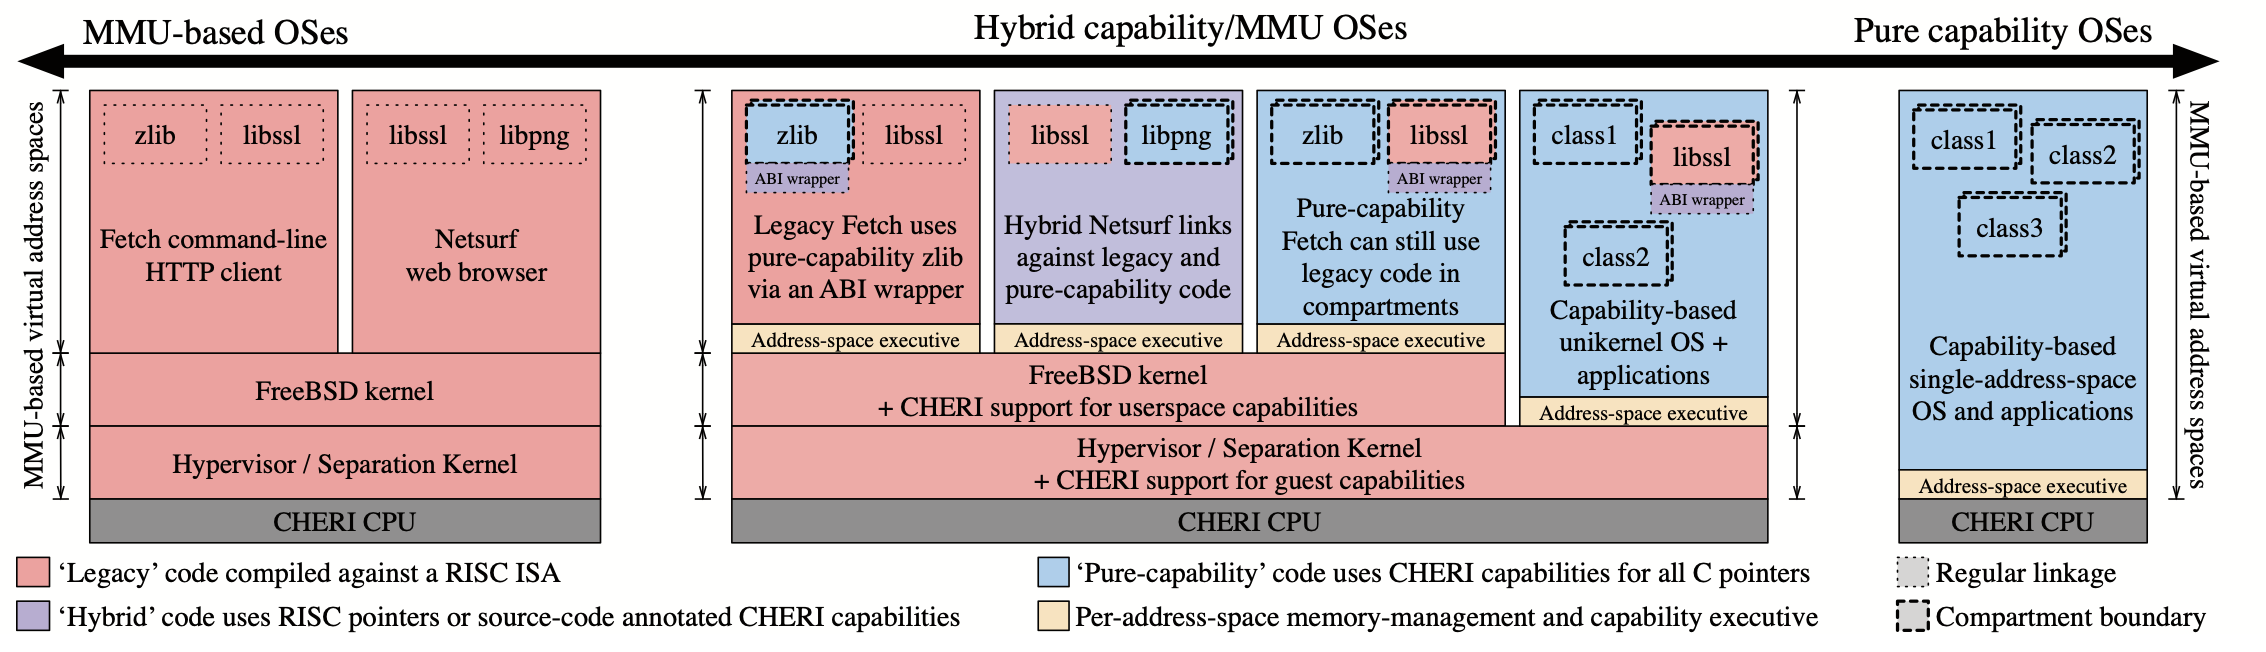 MMU-based OSes
Hybrid capability/MMU OSes
Pure capability OSes
MMU-based virtual address spaces
zlib
libssl
Fetch command-line
HTTP client
libssl
libpng
Netsurf
web browser
FreeBSD kernel
Hypervisor / Separation Kernel
CHERI CPU
zlib
ABI wrapper
libssl
Legacy Fetch uses
pure-capability zlib
via an ABI wrapper
Address-space executive
libssl
libpng
Hybrid Netsurf links
against legacy and
pure-capability code
Address-space executive
zlib
libssl
ABI wrapper
Pure-capability
Fetch can still use
legacy code in
compartments
Address-space executive
class1
libssl
ABI wrapper
class2
Capability-based
unikernel OS +
applications
Address-space executive
FreeBSD kernel
+ CHERI support for userspace capabilities
Hypervisor / Separation Kernel
+ CHERI support for guest capabilities
CHERI CPU
class1
class2
class3
Capability-based
single-address-space
OS and applications
Address-space executive
CHERI CPU
MMU-based virtual address spaces
‘Legacy’ code compiled against a RISC ISA
‘Hybrid’ code uses RISC pointers or source-code annotated CHERI capabilities
‘Pure-capability’ code uses CHERI capabilities for all C pointers
Per-address-space memory-management and capability executive
Regular linkage
Compartment boundary